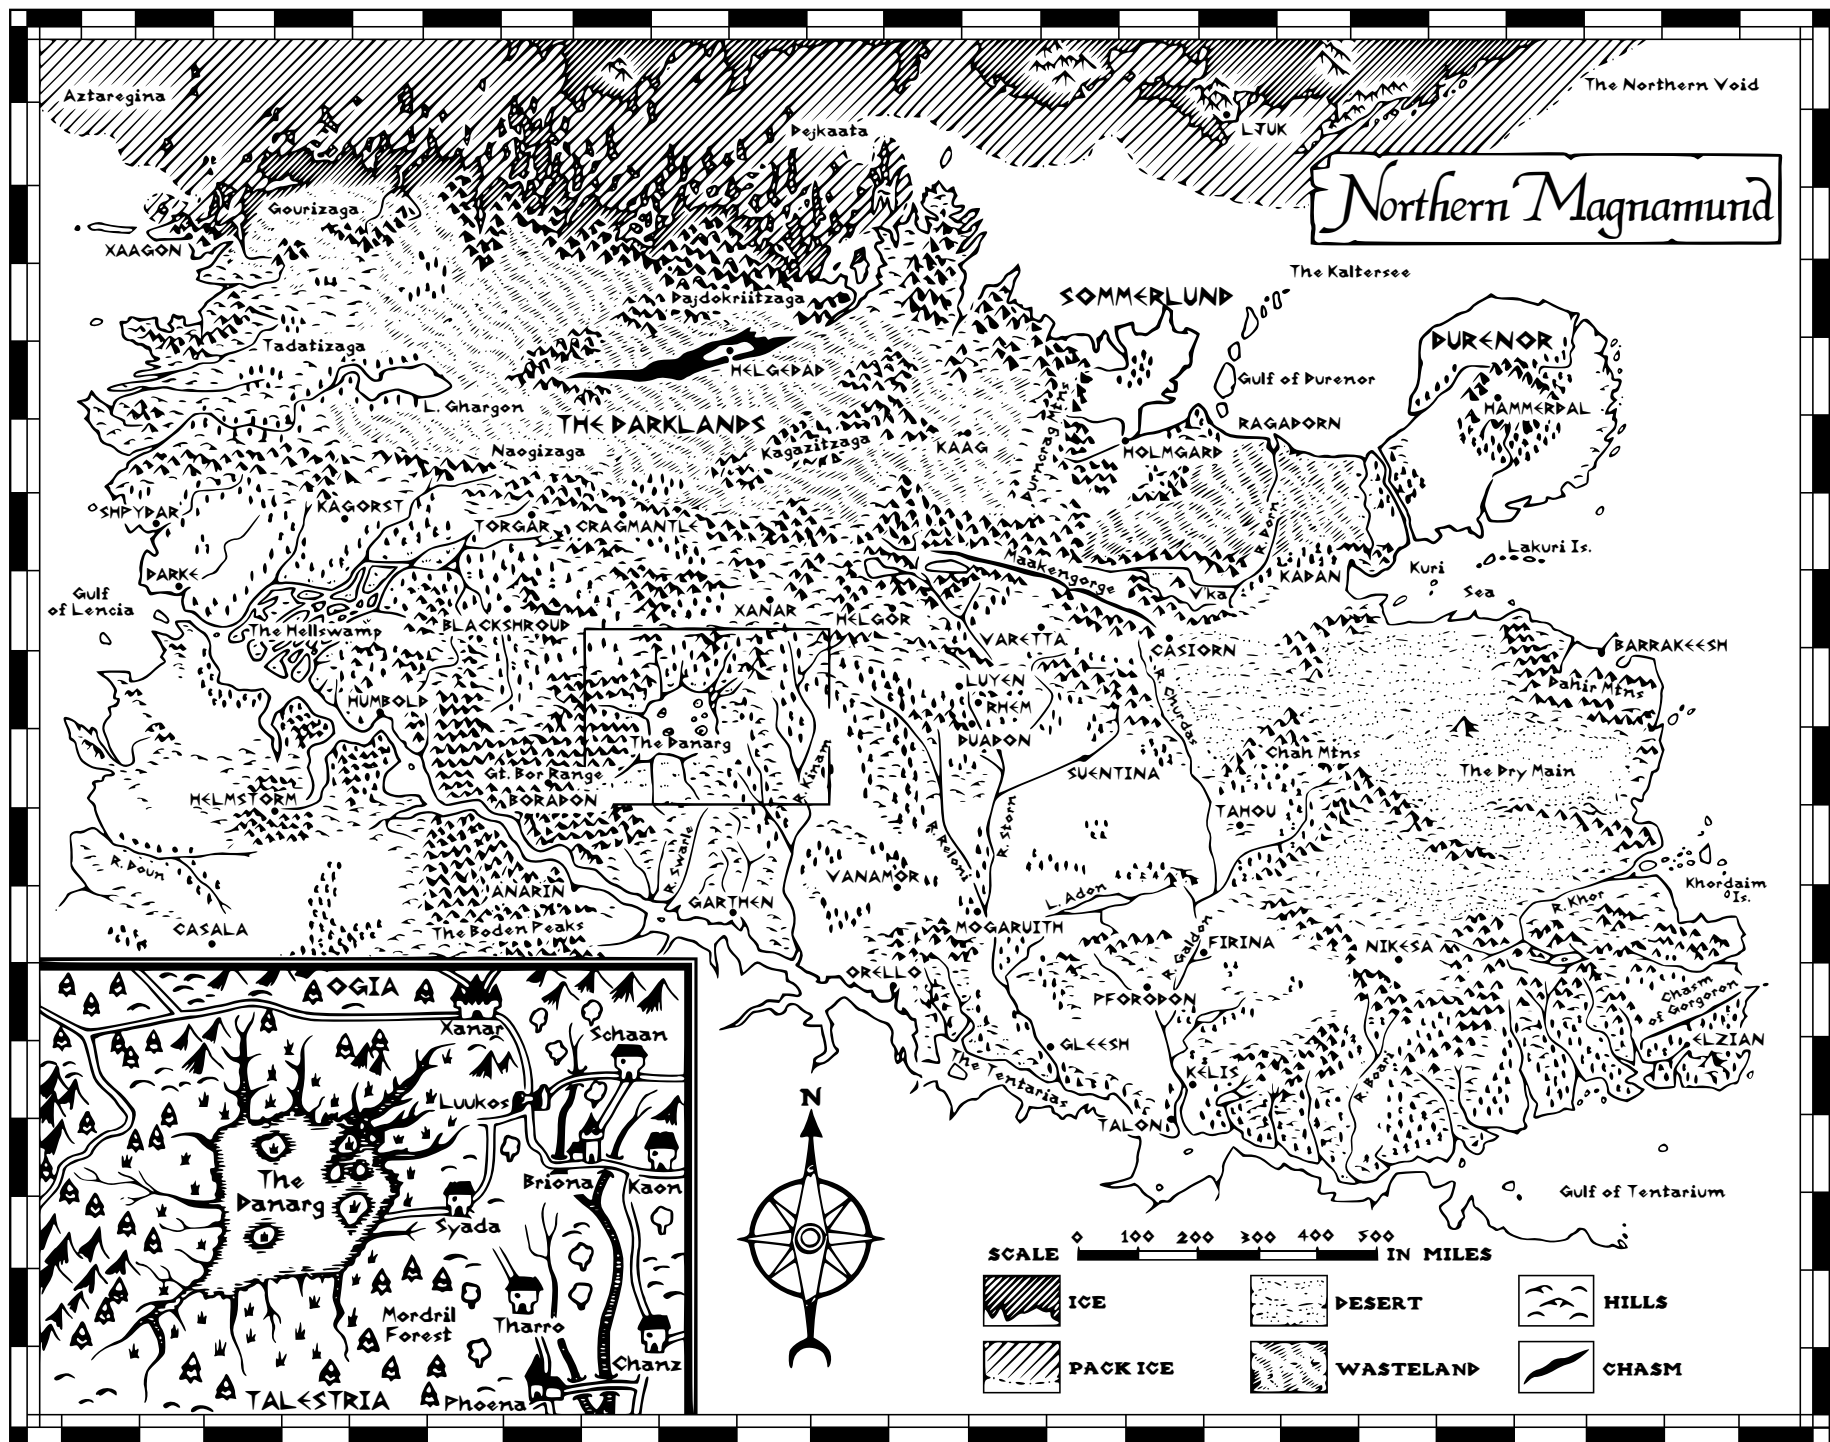 Aztaregina
The Northern Void
Dejkaata
LJUK
Northern Magnamund
Gourizaga
XAAGON
The Kaltersee
SOMMERLUND
Dajdokriitzaga
DURENOR
Tadatizaga
HELGEDAD
Gulf of Durenor
L. Ghargon
HAMMERDAL
THE DARKLANDS
RAGADORN
Durncrag Mtns
Naogizaga
Kagazitzaga
KAAG
HOLMGARD
SHPYDAR
KAGORST
TORGAR
CRAGMANTLE
R. Dorn
Lakuri Is.
Maakengorge
Kuri
Sea
DARKE
KADAN
V'ka
Gulf
of Lencia
XANAR
HELGOR
The Hellswamp
BLACKSHROUD
VARETTA
CASIORN
BARRAKEESH
LUYEN
R. Churdas
Dahir Mtns
HUMBOLD
RHEM
The Danarg
DUADON
Chah Mtns
Gt. Bor Range
SUENTINA
The Dry Main
R. Kinam
HELMSTORM
BORADON
TAHOU
R. Storn
R. Reloni
R. Swarle
R. Doun
VANAMOR
ANARIN
GARTHEN
L. Adon
Khordaim
Is.
R. Khor
CASALA
The Boden Peaks
MOGARUITH
FIRINA
NIKESA
R. Galdon
ORELLO
PFORODON
Chasm
of Gorgoron
ELZIAN
GLEESH
The Tentarias
KELIS
R. Boari
TALON
Gulf of Tentarium
OGIA
Xanar
Schaan
Luukos
The
Danarg
Briona
Kaon
Syada
Mordril
Forest
Tharro
Chanz
TALESTRIA
Phoena
N
0 100 200 300 400 500
SCALE IN MILES
ICE
DESERT
HILLS
PACK ICE
WASTELAND
CHASM